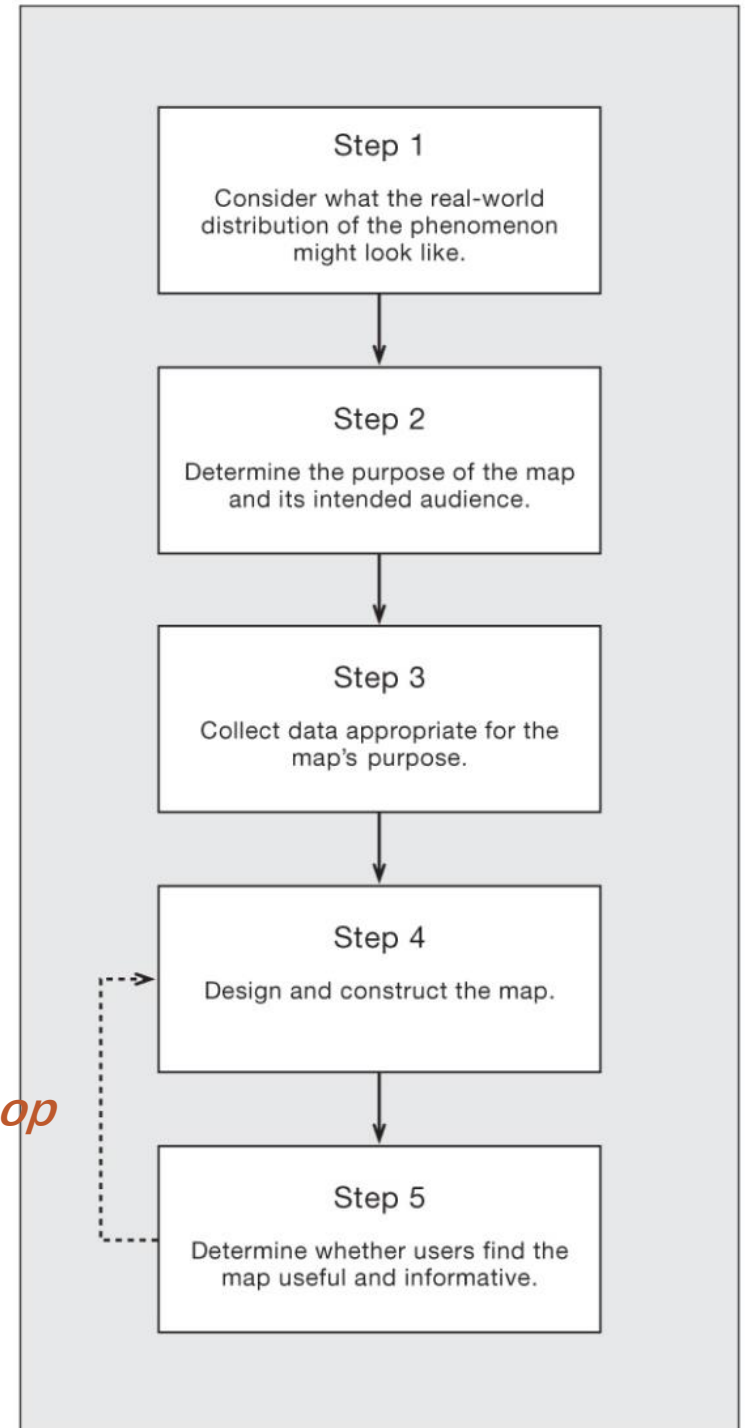 Step 1
Consider what the real-world
distribution of the phenomenon
might look like.
Step 2
Determine the purpose of the map
and its intended audience.
Step 3
Collect data appropriate for the
map's purpose.
Step 4
Design and construct the map.
op
Step 5
Determine whether users find the
map useful and informative.